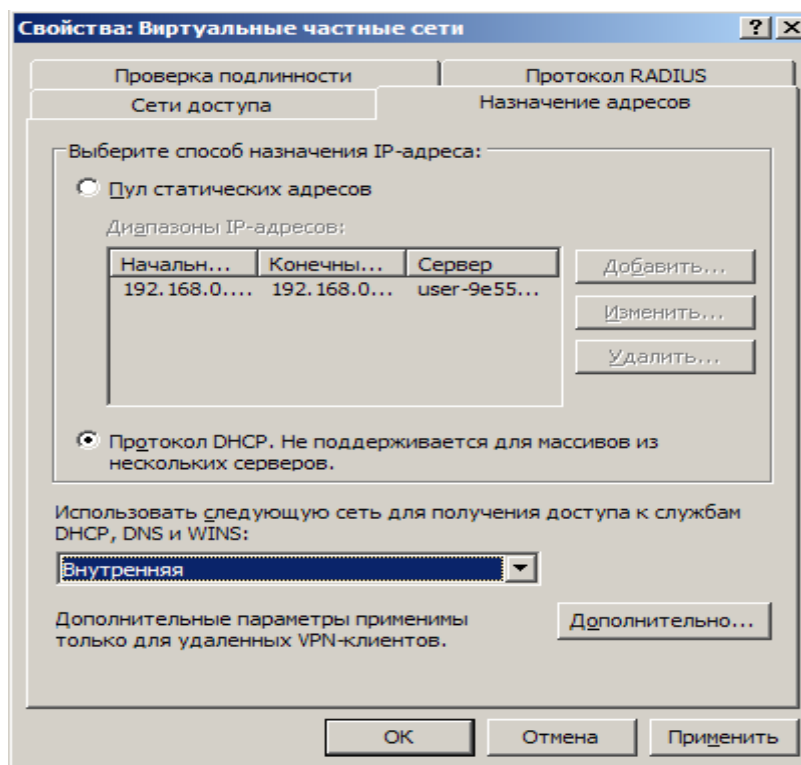 Свойства: Виртуальные частные сети
Проверка подлинности Протокол RADIUS
Сети доступа Назначение адресов
Выберите способ назначения IP-адреса:
Пул статических адресов
Диапазоны IP-адресов:
Начальн... Конечны... Сервер
192.168.0.... 192.168.0... user-9e55...
Добавить...
Изменить...
Удалить...
Протокол DHCP. Не поддерживается для массивов из
нескольких серверов.
Использовать следующую сеть для получения доступа к службам
DHCP, DNS и WINS:
Внутренняя
Дополнительные параметры применимы
только для удаленных VPN-клиентов.
Дополнительно...
OK Отмена Применить